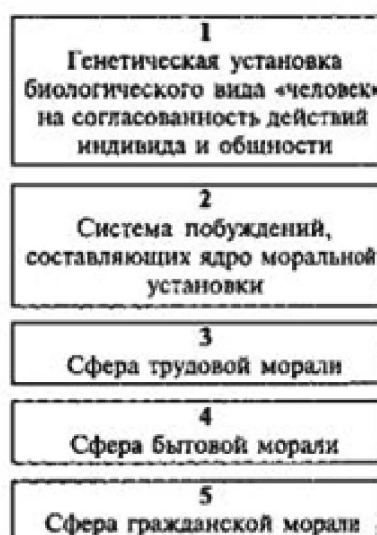 1
Генетическая установка
биологического вида «человек»
на согласованность действий
индивида и общности
2
Система побуждений,
составляющих ядро моральной
установки
3
Сфера трудовой морали
4
Сфера бытовой морали
5
Сфера гражданской морали